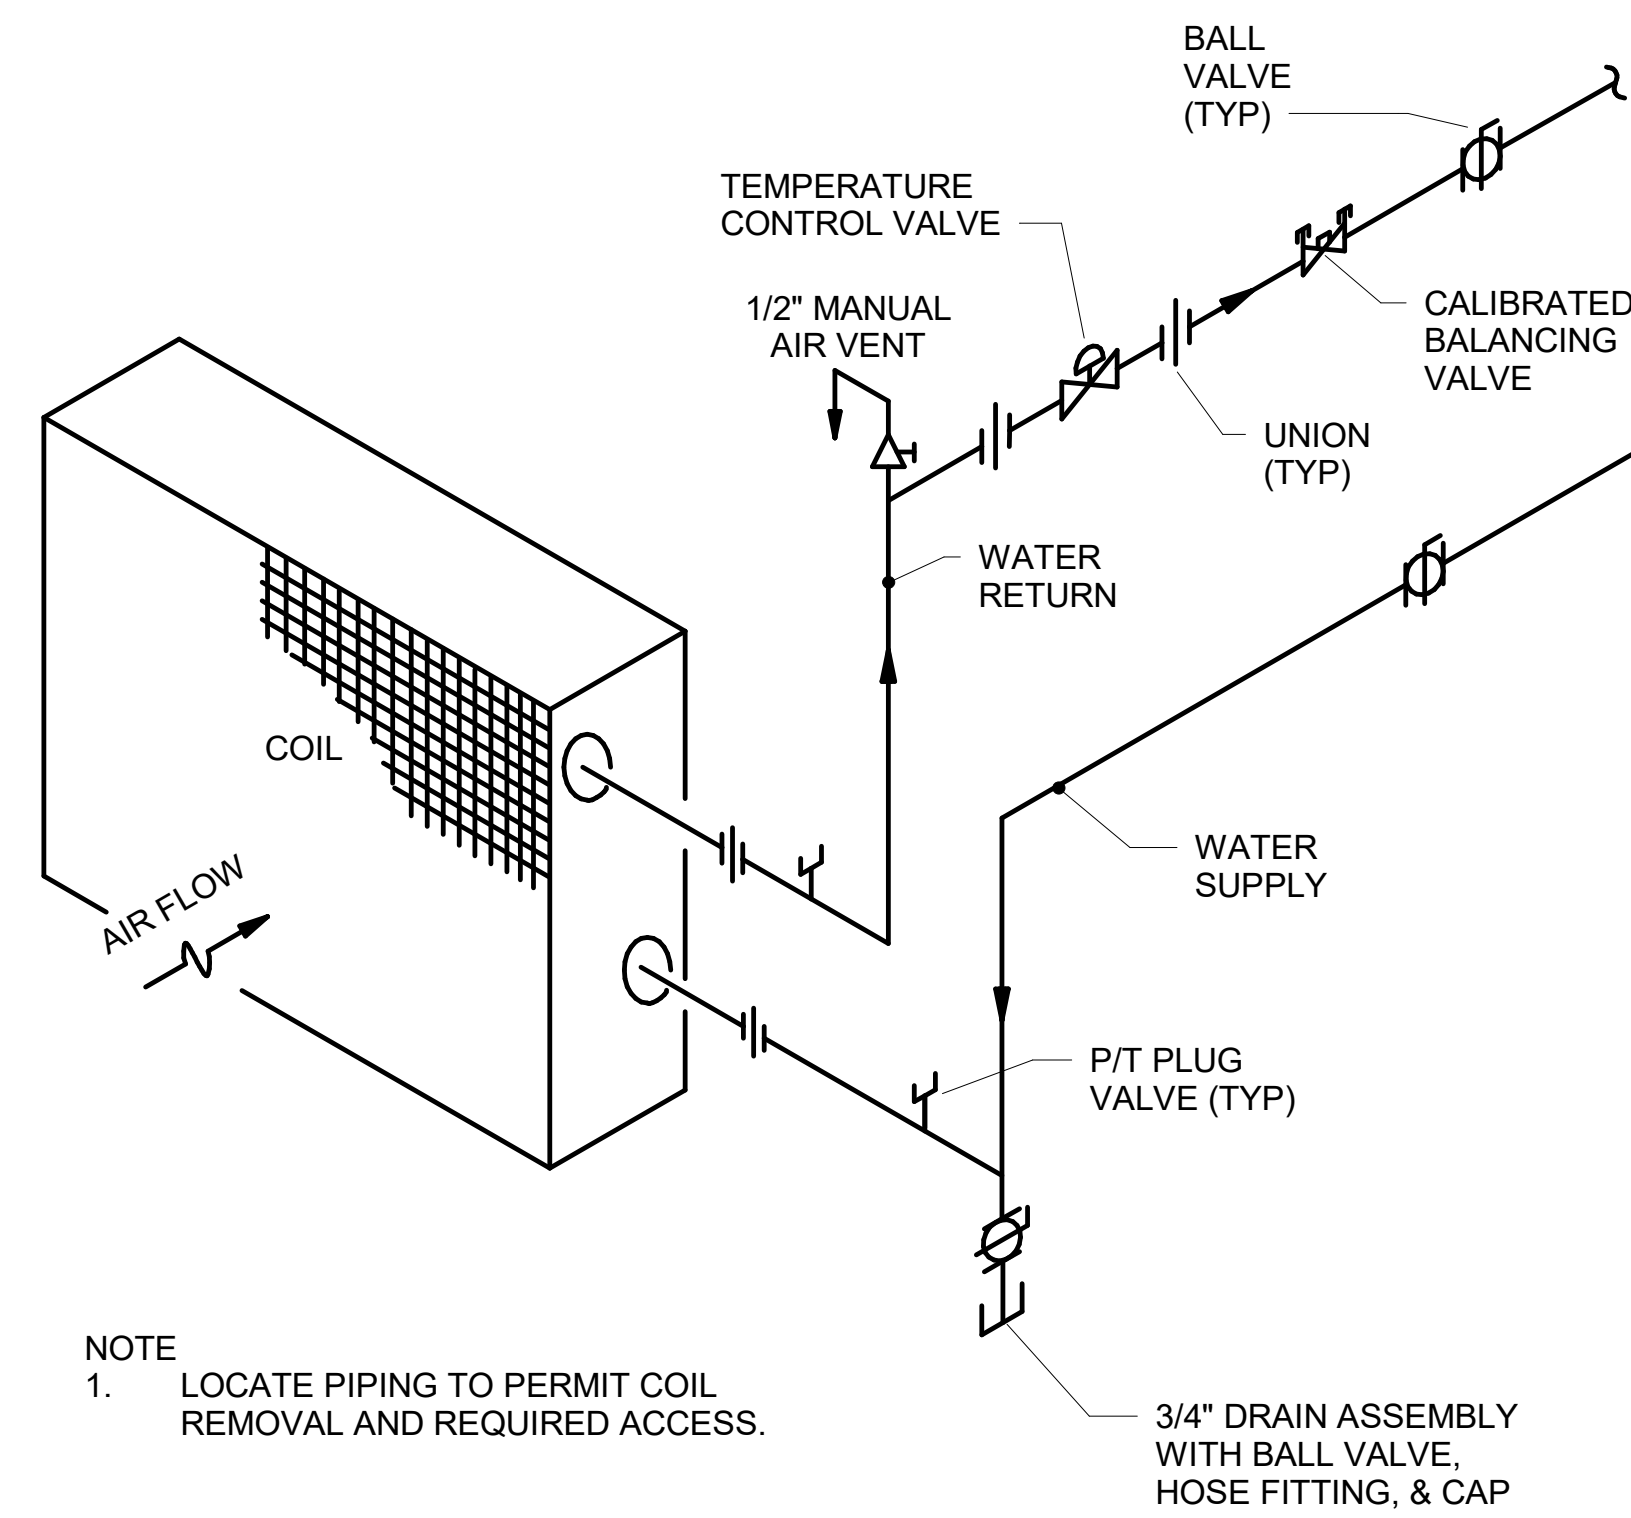 BALL
VALVE
(TYP)
TEMPERATURE
CONTROL VALVE
1/2" MANUAL
AIR VENT
CALIBRATED
BALANCING
VALVE
UNION
(TYP)
WATER
RETURN
COIL
AIR FLOW
WATER
SUPPLY
P/T PLUG
VALVE (TYP)
NOTE
1. LOCATE PIPING TO PERMIT COIL
REMOVAL AND REQUIRED ACCESS.
3/4" DRAIN ASSEMBLY
WITH BALL VALVE,
HOSE FITTING, & CAP